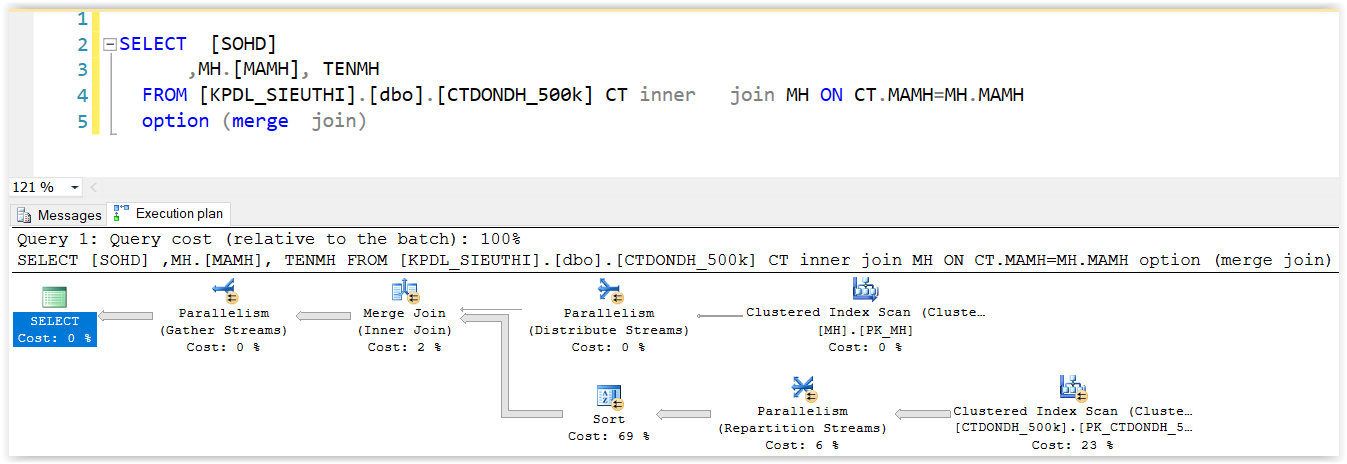 1
2 SELECT [SOHD]
3 ,MH.[MAMH], TENMH
4 FROM [KPDL_SIEUTHI].[dbo].[CTDONDH_500k] CT inner join MH ON CT.MAMH=MH.MAMH
5 option (merge join)
121 %
Messages Execution plan
Query 1: Query cost (relative to the batch): 100%
SELECT [SOHD] ,MH.[MAMH], TENMH FROM [KPDL_SIEUTHI].[dbo].[CTDONDH_500k] CT inner join MH ON CT.MAMH=MH.MAMH option (merge join)
SELECT
Cost: 0 %
Parallelism
(Gather Streams)
Cost: 0 %
Merge Join
(Inner Join)
Cost: 2 %
Parallelism
(Distribute Streams)
Cost: 0 %
Clustered Index Scan (Cluste…
[MH].[PK_MH]
Cost: 0 %
Sort
Cost: 69 %
Parallelism
(Repartition Streams)
Cost: 6 %
Clustered Index Scan (Cluste…
[CTDONDH_500k].[PK_CTDONDH_5…
Cost: 23 %